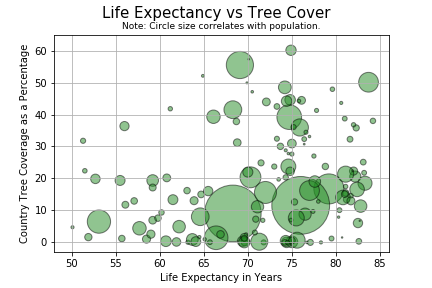 Life Expectancy vs Tree Cover
Note: Circle size correlates with population.
Country Tree Coverage as a Percentage
60
50
40
30
20
10
0
50 55 60 65 70 75 80 85
Life Expectancy in Years